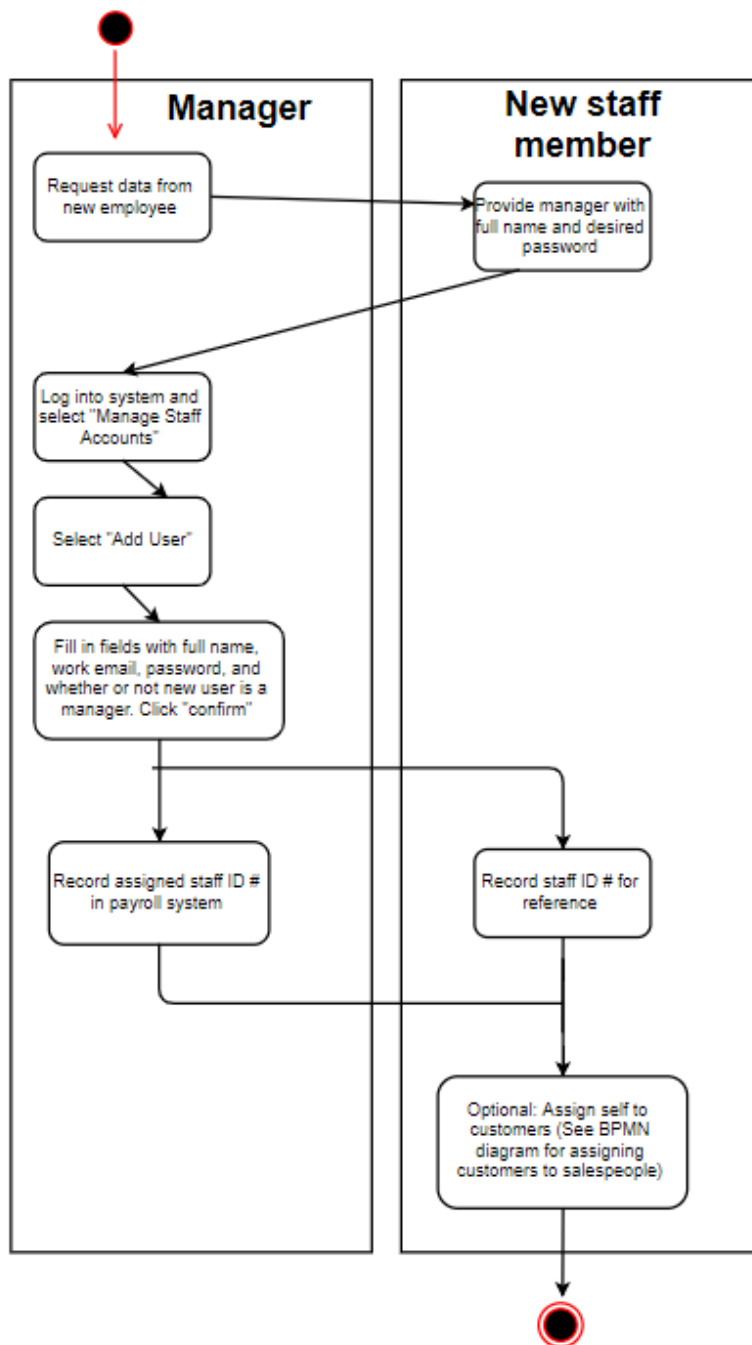 Manager
New staff
member
Request data from
new employee
Provide manager with
full name and desired
password
Log into system and
select "Manage Staff
Accounts"
Select "Add User"
Fill in fields with full name,
work email, password, and
whether or not new user is a
manager. Click "confirm"
Record assigned staff ID #
in payroll system
Record staff ID # for
reference
Optional: Assign self to
customers (See BPMN
diagram for assigning
customers to salespeople)